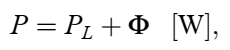 P = P_L + Φ [W],